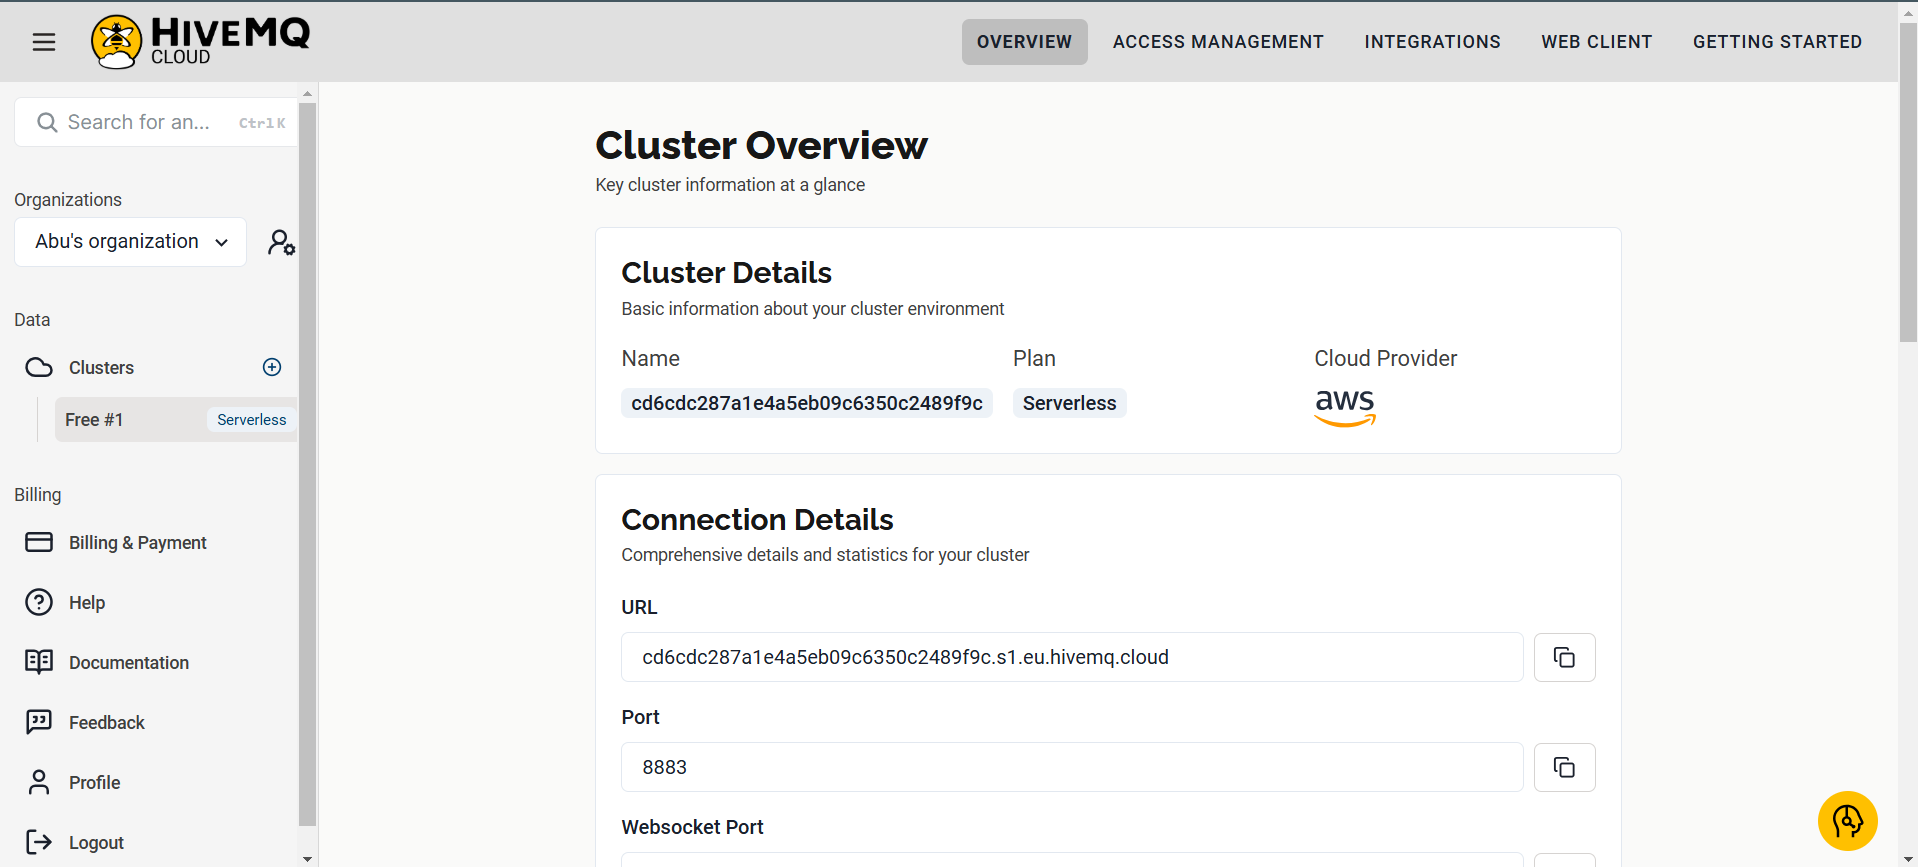 HIVEMQ
CLOUD
OVERVIEW
ACCESS MANAGEMENT
INTEGRATIONS
WEB CLIENT
GETTING STARTED
Search for an...
Ctrl K
Organizations
Abu's organization
Data
Clusters
Free #1
Serverless
Billing
Billing & Payment
Help
Documentation
Feedback
Profile
Logout
Cluster Overview
Key cluster information at a glance
Cluster Details
Basic information about your cluster environment
Name
Plan
Cloud Provider
cd6cdc287a1e4a5eb09c6350c2489f9c
Serverless
aws
Connection Details
Comprehensive details and statistics for your cluster
URL
cd6cdc287a1e4a5eb09c6350c2489f9c.s1.eu.hivemq.cloud
Port
8883
Websocket Port